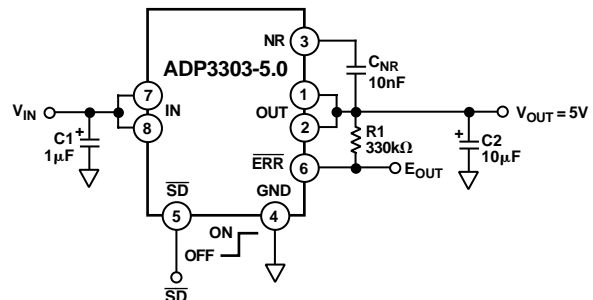 NR
3
ADP3303-5.0
C_NR
10nF
V_IN
7
8
IN
1
2
OUT
V_OUT = 5V
C1
+
1μF
R1
330kΩ
+
C2
10μF
ERR
6
E_OUT
SD
GND
5
4
ON
OFF
SD